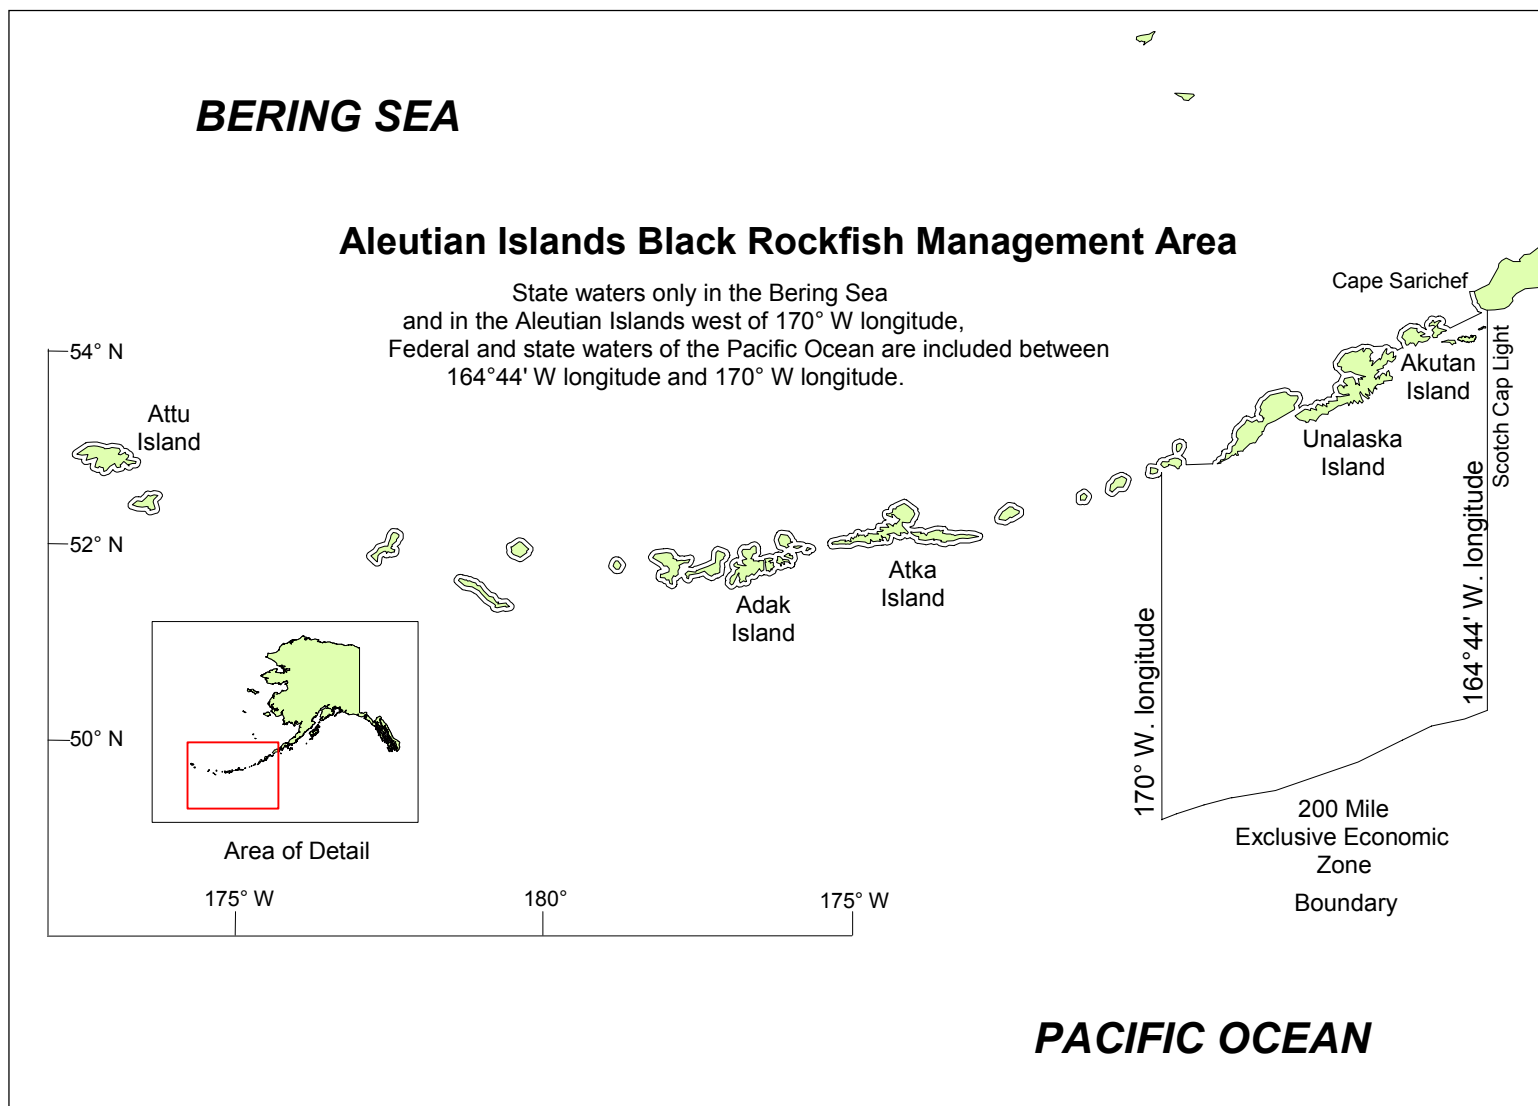 BERING SEA
Aleutian Islands Black Rockfish Management Area
State waters only in the Bering Sea
and in the Aleutian Islands west of 170° W longitude,
Federal and state waters of the Pacific Ocean are included between
164°44' W longitude and 170° W longitude.
Cape Sarichef
Scotch Cap Light
54° N
Akutan
Island
Attu
Island
Unalaska
Island
52° N
Atka
Island
Adak
Island
164°44' W. longitude
170° W. longitude
50° N
200 Mile
Exclusive Economic
Zone
Boundary
Area of Detail
175° W
180°
175° W
PACIFIC OCEAN